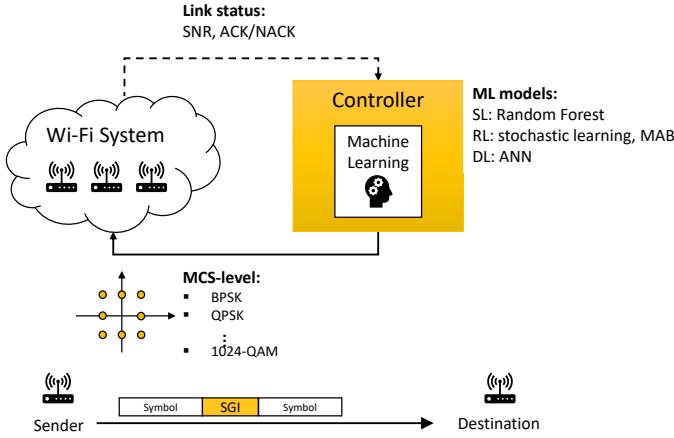 Link status:
SNR, ACK/NACK
Wi-Fi System
Controller
Machine
Learning
ML models:
SL: Random Forest
RL: stochastic learning, MAB
DL: ANN
MCS-level:
▪ BPSK
▪ QPSK
⋮
▪ 1024-QAM
Symbol SGI Symbol
Sender
Destination